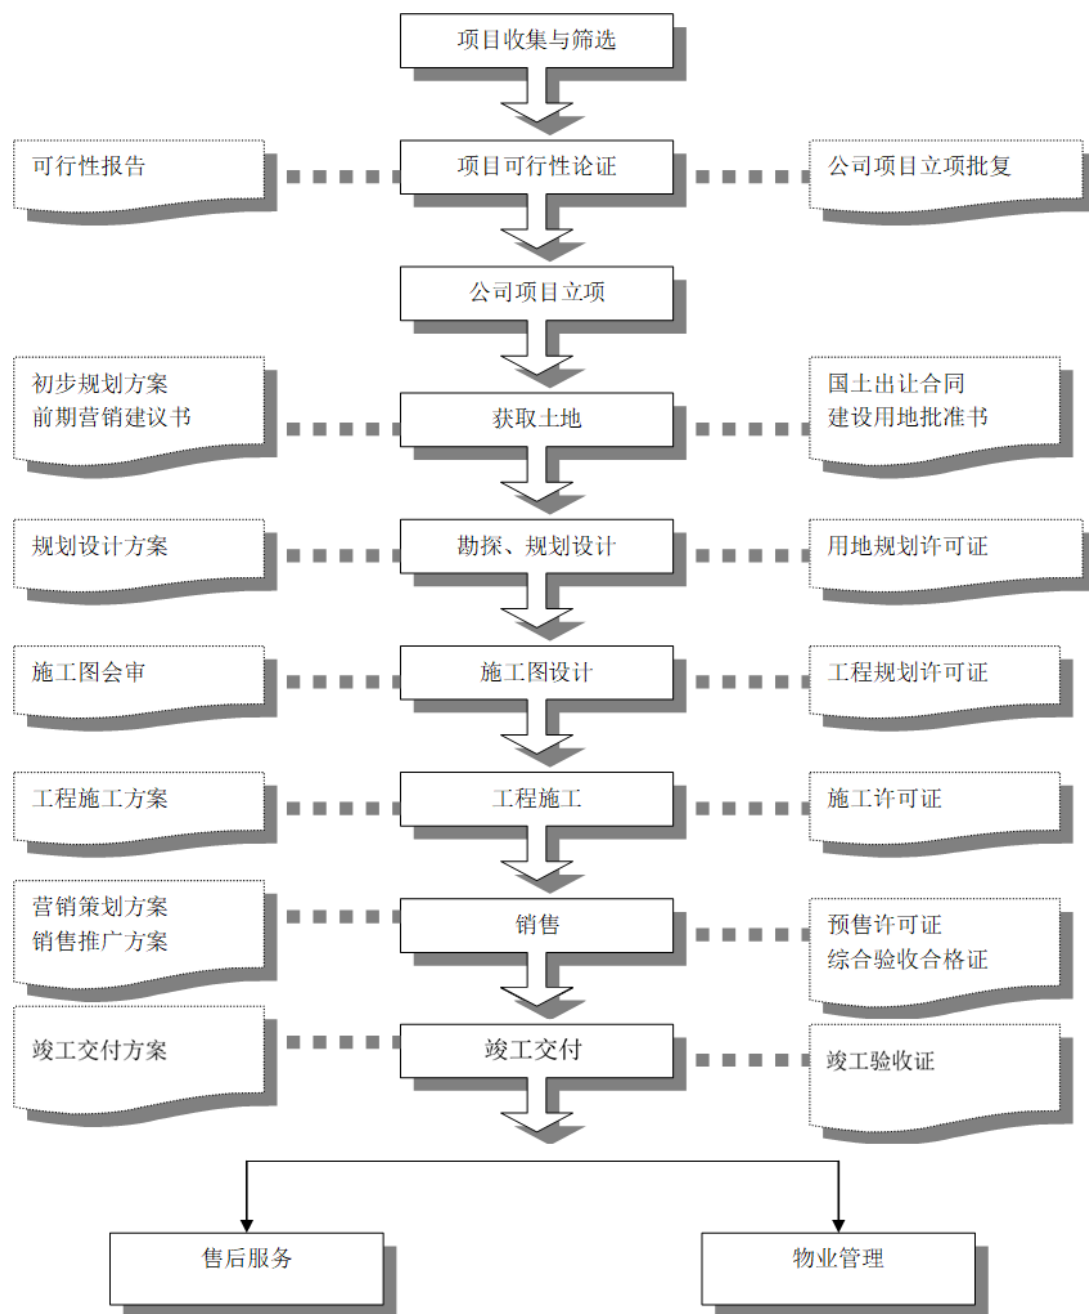 项目收集与筛选
可行性报告
项目可行性论证
公司项目立项批复
公司项目立项
初步规划方案
前期营销建议书
获取土地
国土出让合同
建设用地批准书
规划设计方案
勘探、规划设计
用地规划许可证
施工图会审
施工图设计
工程规划许可证
工程施工方案
工程施工
施工许可证
营销策划方案
销售推广方案
销售
预售许可证
综合验收合格证
竣工交付方案
竣工交付
竣工验收证
售后服务
物业管理